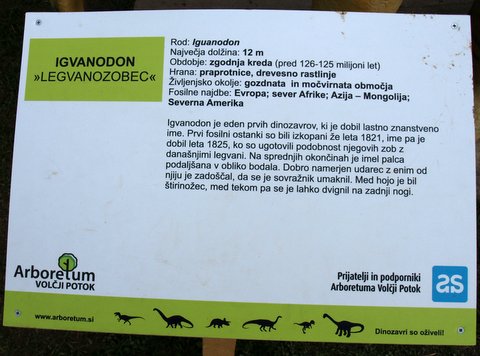 IGVANODON
»LEGVANOZOBEC«
Rod: Iguanodon
Največja dolžina: 12 m
Obdobje: zgodnja kreda (pred 126-125 milijoni let)
Hrana: praprotnice, drevesno rastlinje
Življenjsko okolje: gozdnata in močvirnata območja
Fosilne najdbe: Evropa; sever Afrike; Azija – Mongolija;
Severna Amerika
Igvanodon je eden prvih dinozavrov, ki je dobil lastno znanstveno
ime. Prvi fosilni ostanki so bili izkopani že leta 1821, ime pa je
dobil leta 1825, ko so ugotovili podobnost njegovih zob z
današnjimi legvani. Na sprednjih okončinah je imel palca
podaljšana v obliko bodala. Dobro namerjen udarec z enim od
njiju je zadoščal, da se je sovražnik umaknil. Med hojo je bil
štirinožec, med tekom pa se je lahko dvignil na zadnji nogi.
Arboretum
VOLČJI POTOK
Prijatelji in podporniki
Arboretuma Volčji Potok
as
www.arboretum.si
Dinozavri so oživeli!